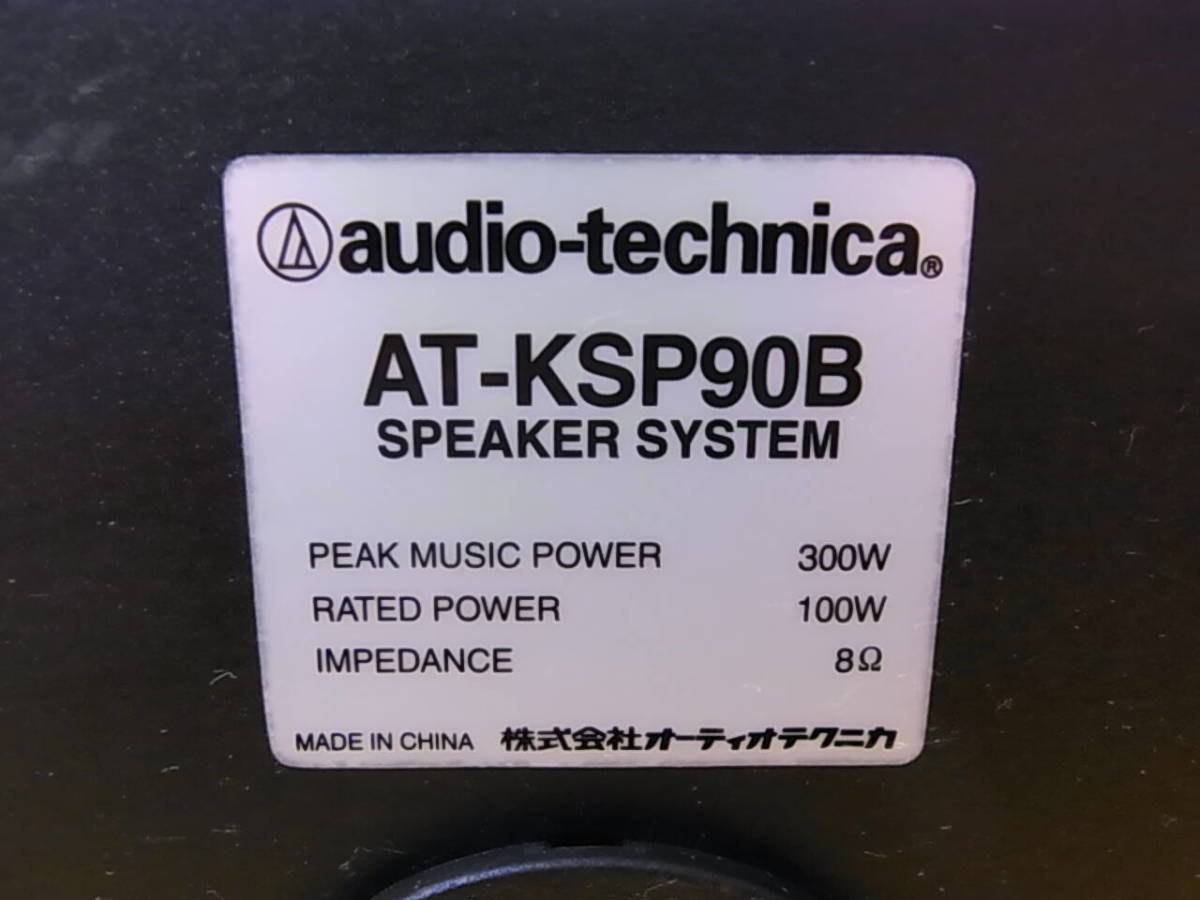 audio-technica®
AT-KSP90B
SPEAKER SYSTEM
PEAK MUSIC POWER 300W
RATED POWER 100W
IMPEDANCE 8Ω
MADE IN CHINA 株式会社オーディオテクニカ